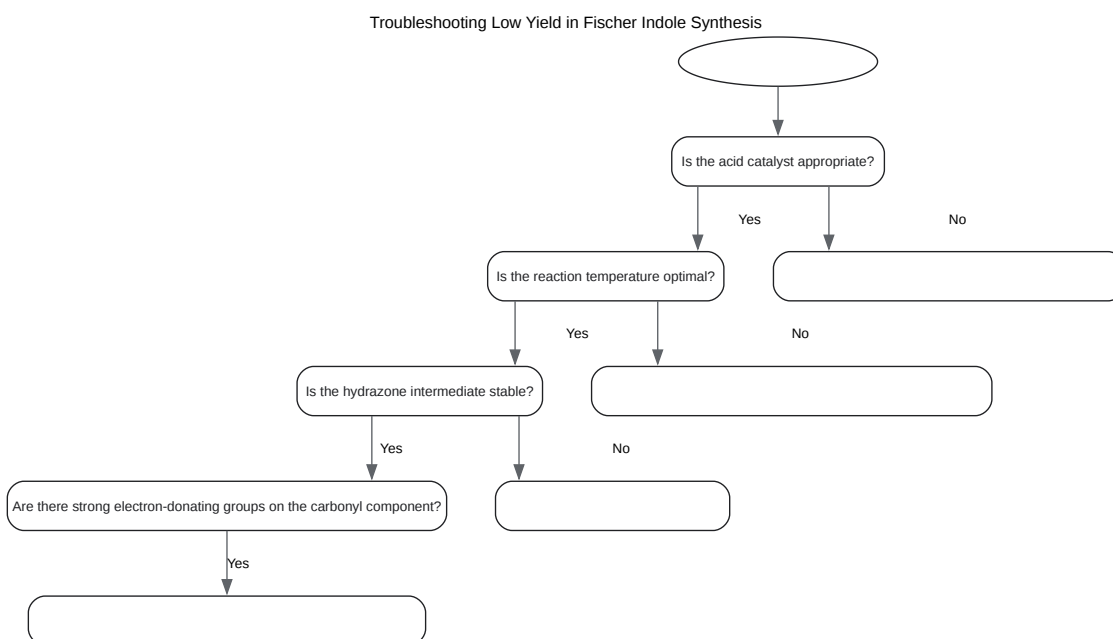 Troubleshooting Low Yield in Fischer Indole Synthesis
Is the acid catalyst appropriate?
Yes
No
Is the reaction temperature optimal?
Yes
No
Is the hydrazone intermediate stable?
Yes
No
Are there strong electron-donating groups on the carbonyl component?
Yes